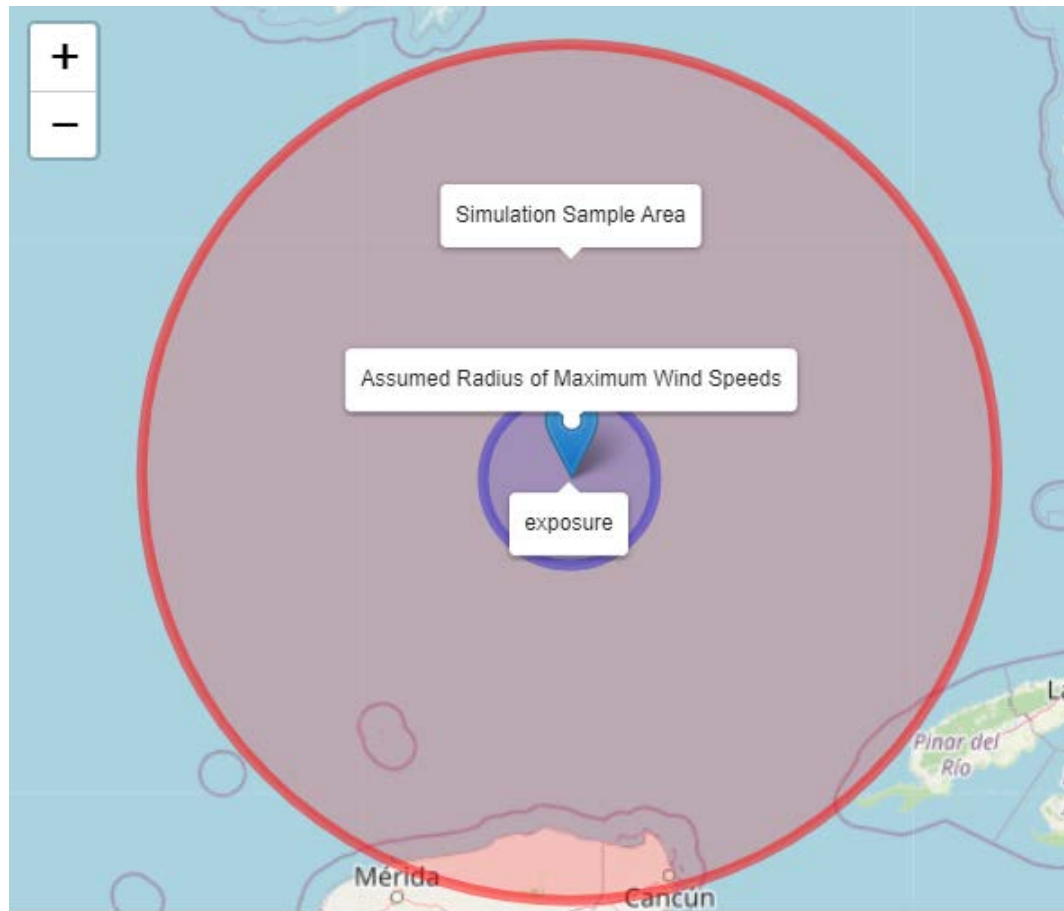 +
−
Simulation Sample Area
Assumed Radius of Maximum Wind Speeds
exposure
Pinar del
Río
Mérida
Cancún